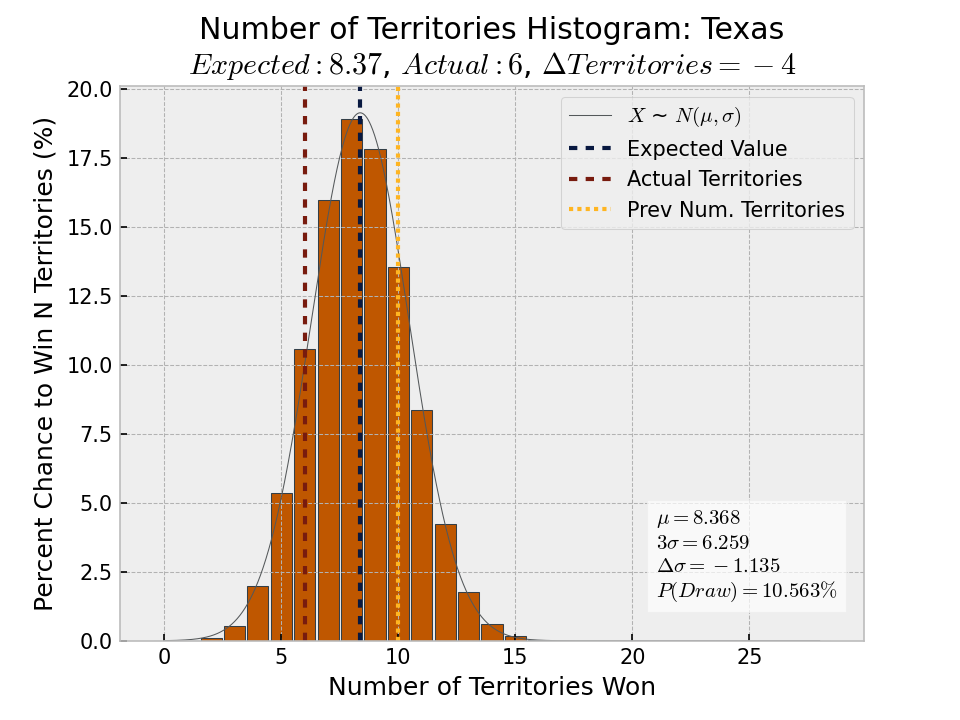 Number of Territories Histogram: Texas
Expected : 8.37, Actual : 6, ΔTerritories = − 4
20.0
17.5
15.0
12.5
10.0
7.5
5.0
2.5
0.0
Percent Chance to Win N Territories (%)
X ~ N(μ, σ)
Expected Value
Actual Territories
Prev Num. Territories
μ = 8.368
3σ = 6.259
Δσ = − 1.135
P(Draw) = 10.563%
0 5 10 15 20 25
Number of Territories Won